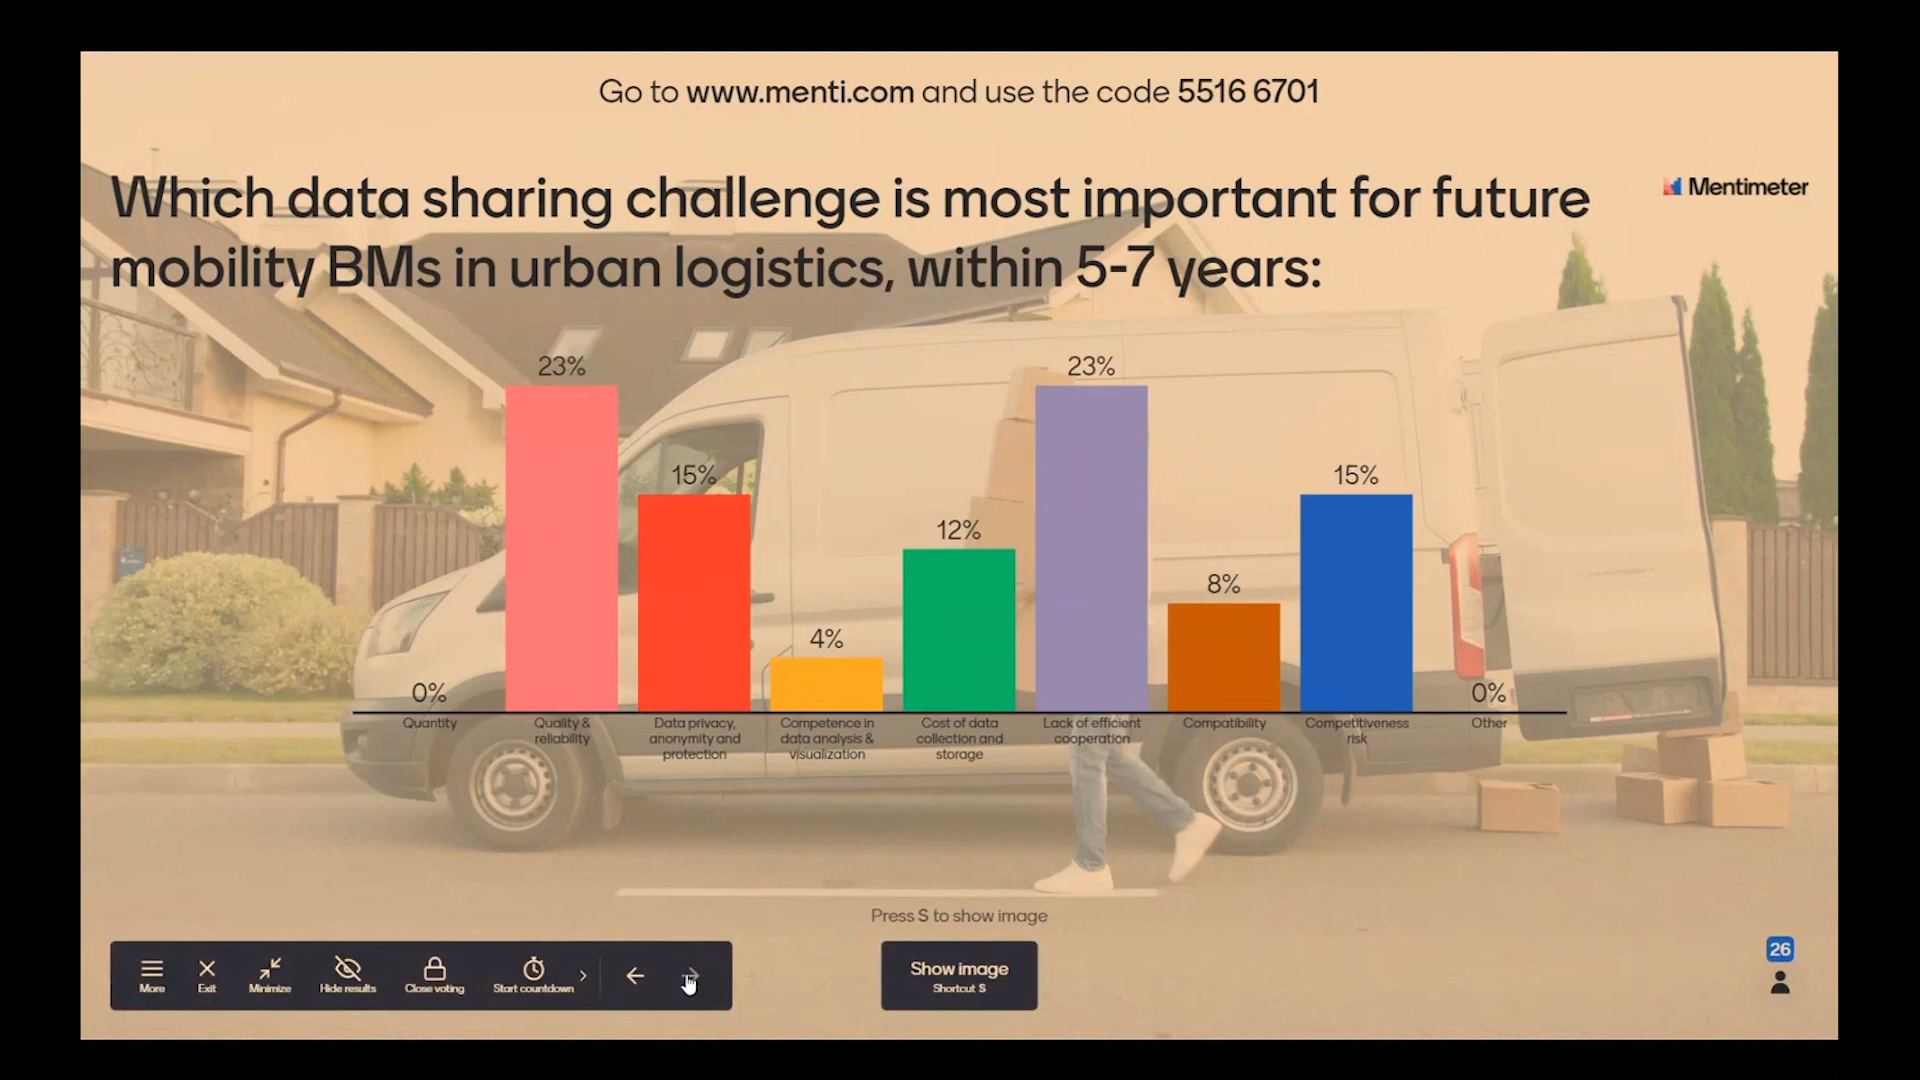 Go to www.menti.com and use the code 5516 6701
Which data sharing challenge is most important for future
mobility BMs in urban logistics, within 5-7 years:
Mentimeter
23%
23%
15%
15%
12%
8%
4%
0%
0%
Quantity
Quality &
reliability
Data privacy,
anonymity and
protection
Competence in
data analysis &
visualization
Cost of data
collection and
storage
Lack of efficient
cooperation
Compatibility
Competitiveness
risk
Other
Press S to show image
More
Exit
Minimize
Hide results
Close voting
Start countdown
Show image
Shortcut S
26